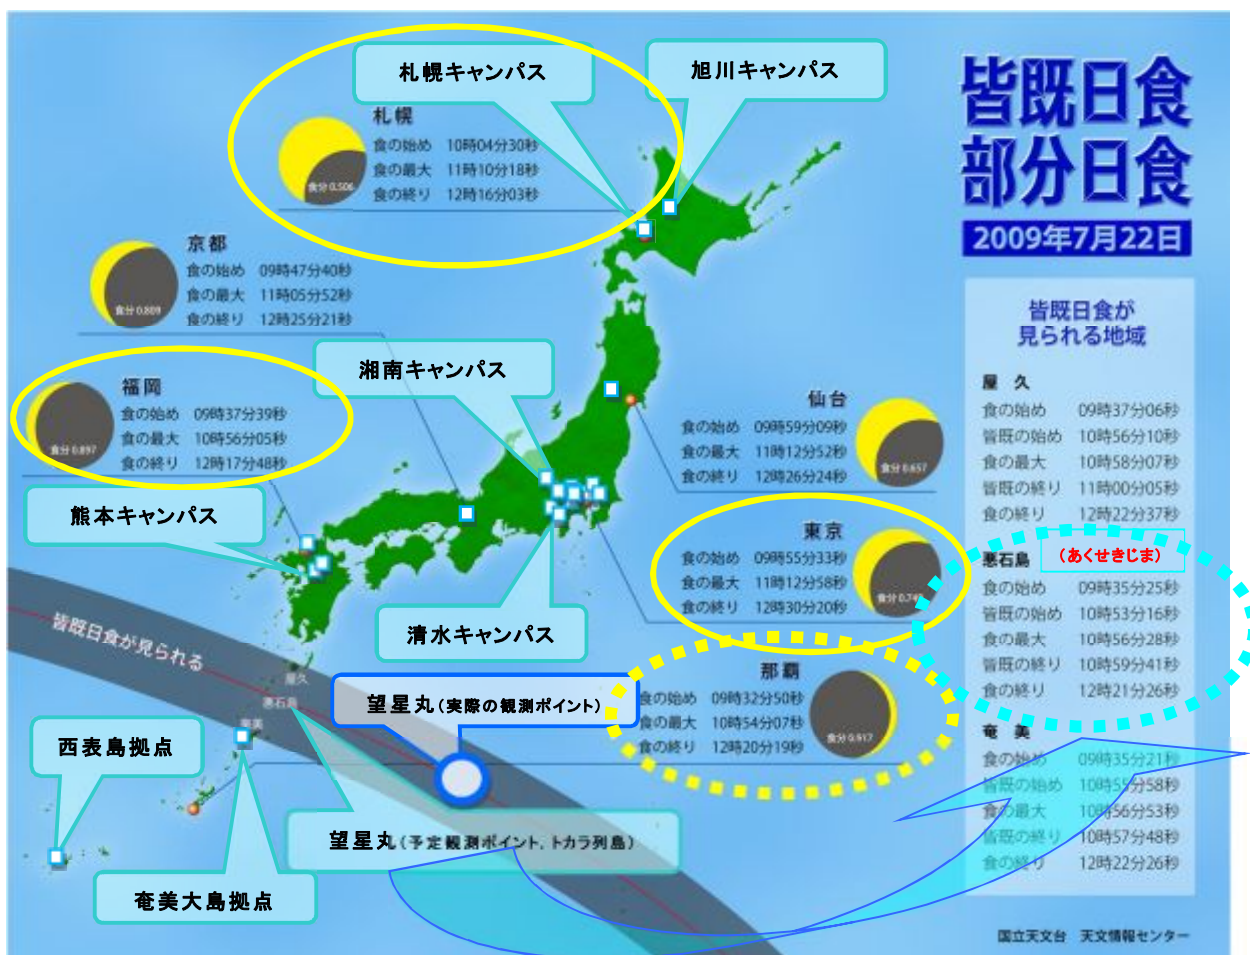 皆既日食
部分日食
2009年7月22日
札幌キャンパス
旭川キャンパス
札幌
食の始め 10時04分30秒
食の最大 11時10分18秒
食の終り 12時16分03秒
食分0.506
京都
食の始め 09時47分40秒
食の最大 11時05分52秒
食の終り 12時25分21秒
食分0.809
湘南キャンパス
福岡
食の始め 09時37分39秒
食の最大 10時56分05秒
食の終り 12時17分48秒
食分0.897
熊本キャンパス
仙台
食の始め 09時59分09秒
食の最大 11時12分52秒
食の終り 12時26分24秒
食分0.657
東京
食の始め 09時55分33秒
食の最大 11時12分58秒
食の終り 12時30分20秒
清水キャンパス
那覇
食の始め 09時32分50秒
食の最大 10時54分07秒
食の終り 12時20分19秒
食分0.917
皆既日食が見られる
屋久
悪石島
奄美
望星丸(実際の観測ポイント)
西表島拠点
望星丸(予定観測ポイント,トカラ列島)
奄美大島拠点
皆既日食が
見られる地域
屋 久
食の始め 09時37分06秒
皆既の始め 10時56分10秒
食の最大 10時58分07秒
皆既の終り 11時00分05秒
食の終り 12時22分37秒
悪石島 (あくせきじま)
食の始め 09時35分25秒
皆既の始め 10時53分16秒
食の最大 10時56分28秒
皆既の終り 10時59分41秒
食の終り 12時21分26秒
奄 美
食の始め 09時35分21秒
皆既の始め 10時55分58秒
食の最大 10時56分53秒
皆既の終り 10時57分48秒
食の終り 12時22分26秒
国立天文台 天文情報センター